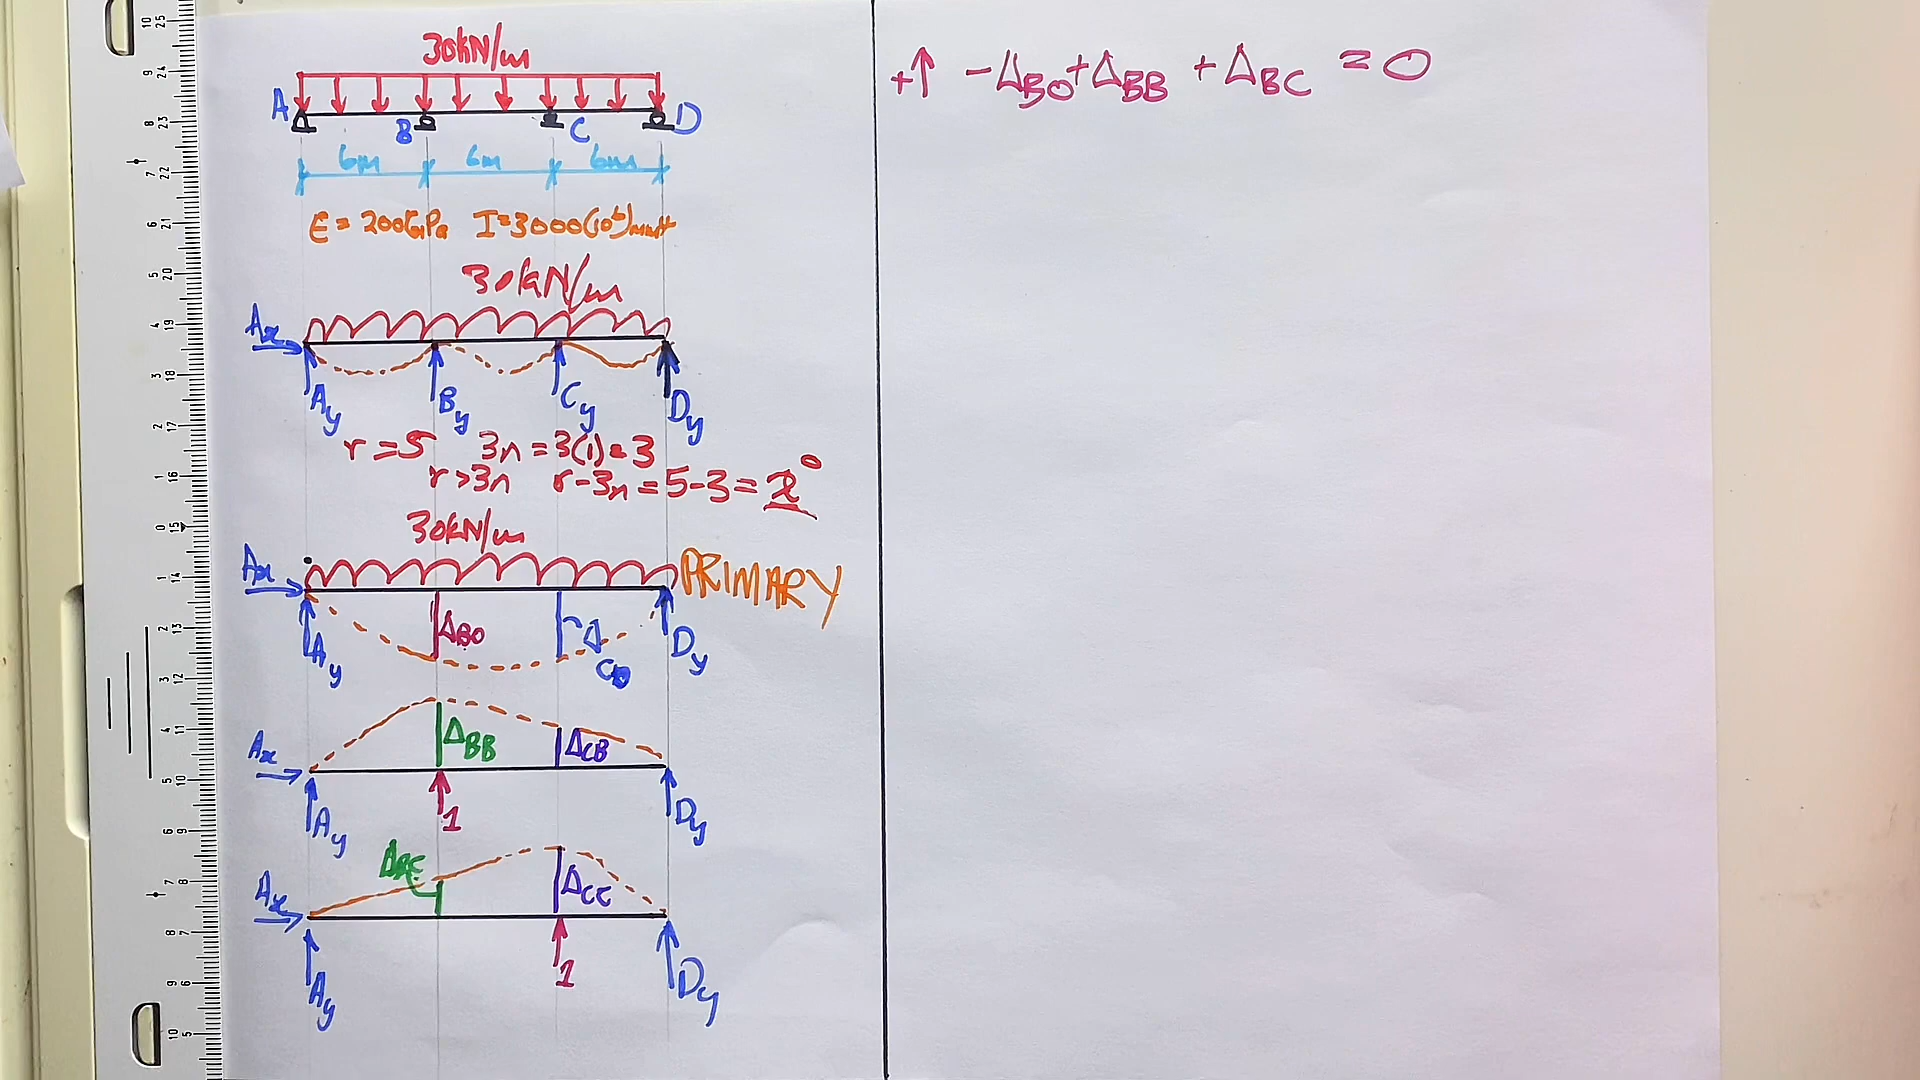 30kN/m
A B C D
6m 6m 6m
E = 200GPa I=3000(10⁶)mm4
30kN/m
Ax
Ay By Cy Dy
r = 5 3n = 3(1) = 3
r > 3n r - 3n = 5 - 3 = 2°
30kN/m
Ax PRIMARY
ΔBO ΔCO
Ay Dy
ΔBB ΔCB
Ax
Ay 1 Dy
ΔBC ΔCC
Ax
Ay 1 Dy
+↑ -ΔBO + ΔBB + ΔBC = 0